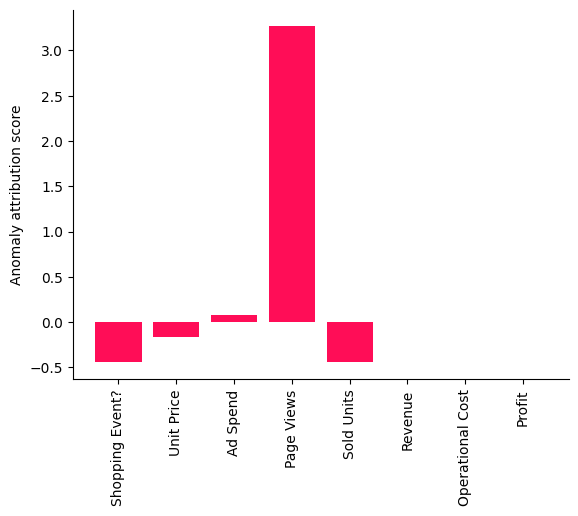 Anomaly attribution score
3.0
2.5
2.0
1.5
1.0
0.5
0.0
−0.5
Shopping Event?
Unit Price
Ad Spend
Page Views
Sold Units
Revenue
Operational Cost
Profit